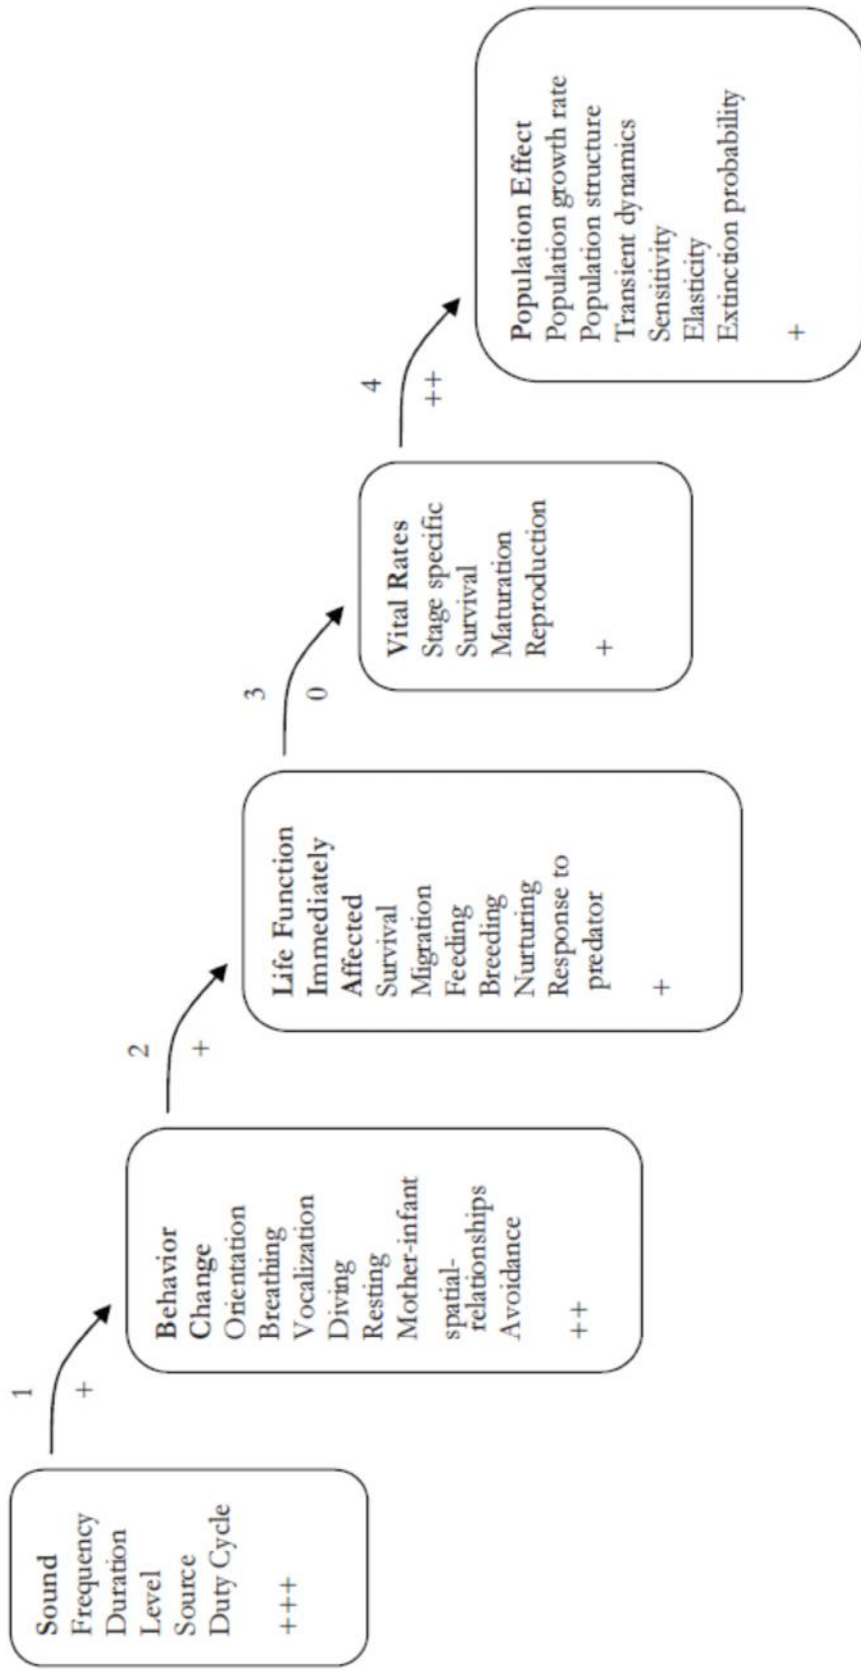 Sound
Frequency
Duration
Level
Source
Duty Cycle
+++
1
+
Behavior
Change
Orientation
Breathing
Vocalization
Diving
Resting
Mother-infant
spatial-
relationships
Avoidance
++
2
+
Life Function
Immediately
Affected
Survival
Migration
Feeding
Breeding
Nurturing
Response to
predator
+
3
0
Vital Rates
Stage specific
Survival
Maturation
Reproduction
+
4
++
Population Effect
Population growth rate
Population structure
Transient dynamics
Sensitivity
Elasticity
Extinction probability
+